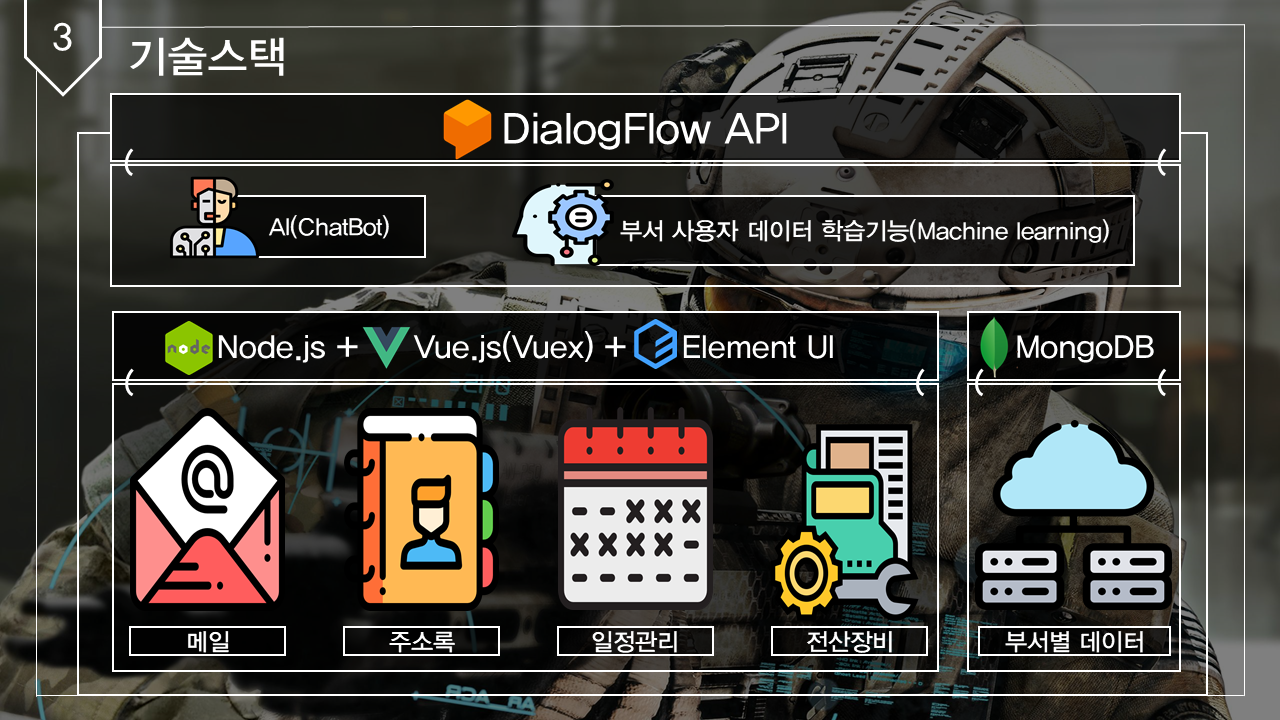 3
기술스택
DialogFlow API
AI(ChatBot)
부서 사용자 데이터 학습기능(Machine learning)
node Node.js + Vue.js(Vuex) + Element UI
MongoDB
@
메일
주소록
일정관리
전산장비
부서별 데이터